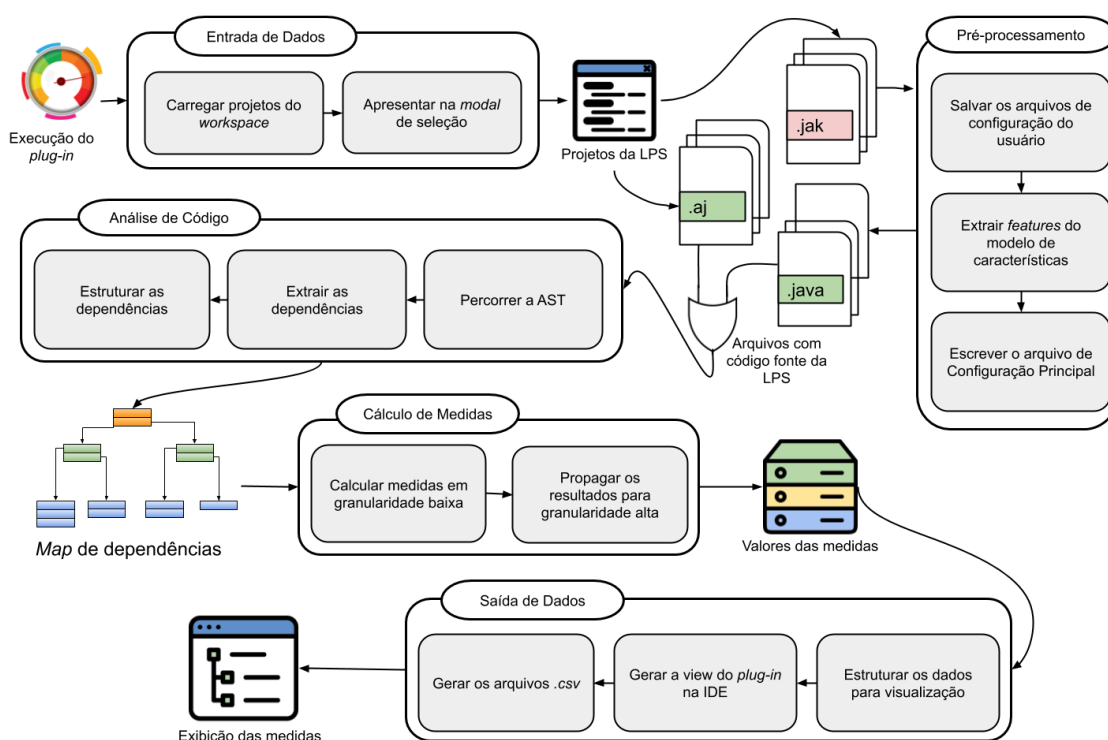 Entrada de Dados
Carregar projetos do
workspace
Apresentar na modal
de seleção
Execução do
plug-in
Projetos da LPS
.jak
.aj
.java
Arquivos com
código fonte da
LPS
Pré-processamento
Salvar os arquivos de
configuração do
usuário
Extrair features do
modelo de
características
Escrever o arquivo de
Configuração Principal
Análise de Código
Estruturar as
dependências
Extrair as
dependências
Percorrer a AST
Map de dependências
Cálculo de Medidas
Calcular medidas em
granularidade baixa
Propagar os
resultados para
granularidade alta
Valores das medidas
Saída de Dados
Gerar os arquivos .csv
Gerar a view do plug-in
na IDE
Estruturar os dados
para visualização
Exibição das medidas